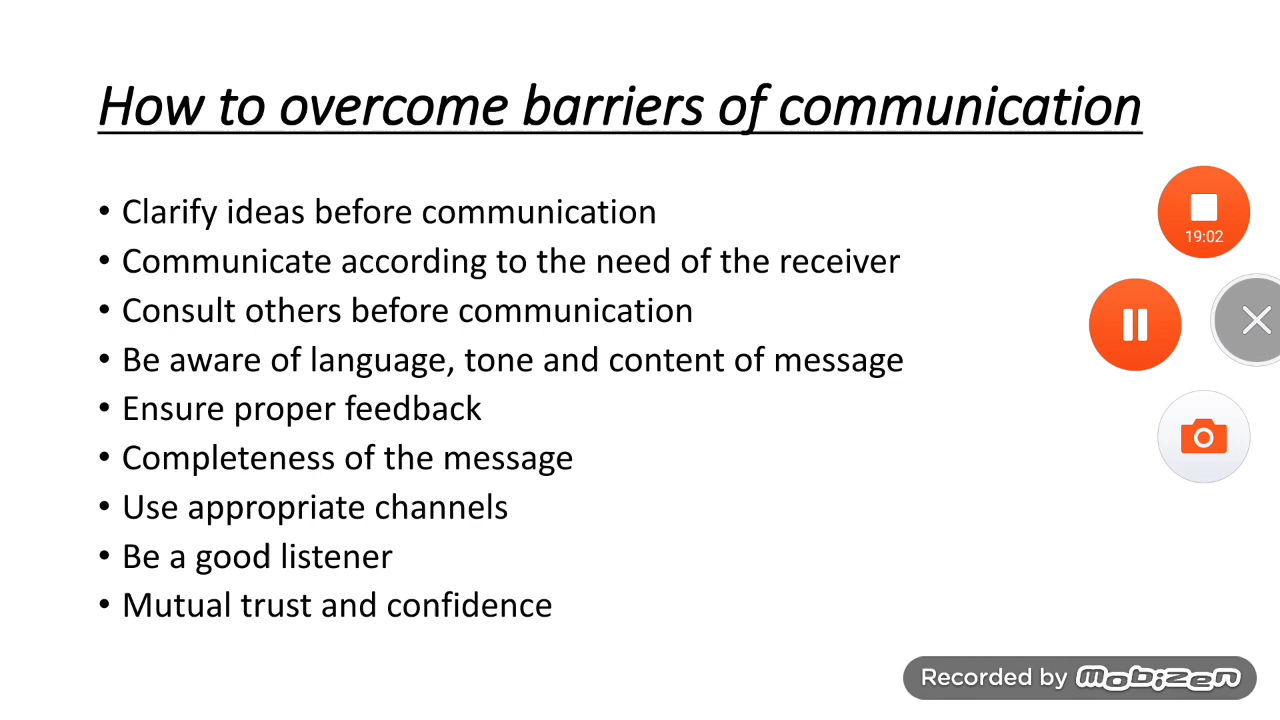 How to overcome barriers of communication
• Clarify ideas before communication
• Communicate according to the need of the receiver
• Consult others before communication
• Be aware of language, tone and content of message
• Ensure proper feedback
• Completeness of the message
• Use appropriate channels
• Be a good listener
• Mutual trust and confidence
19:02
Recorded by mobizen